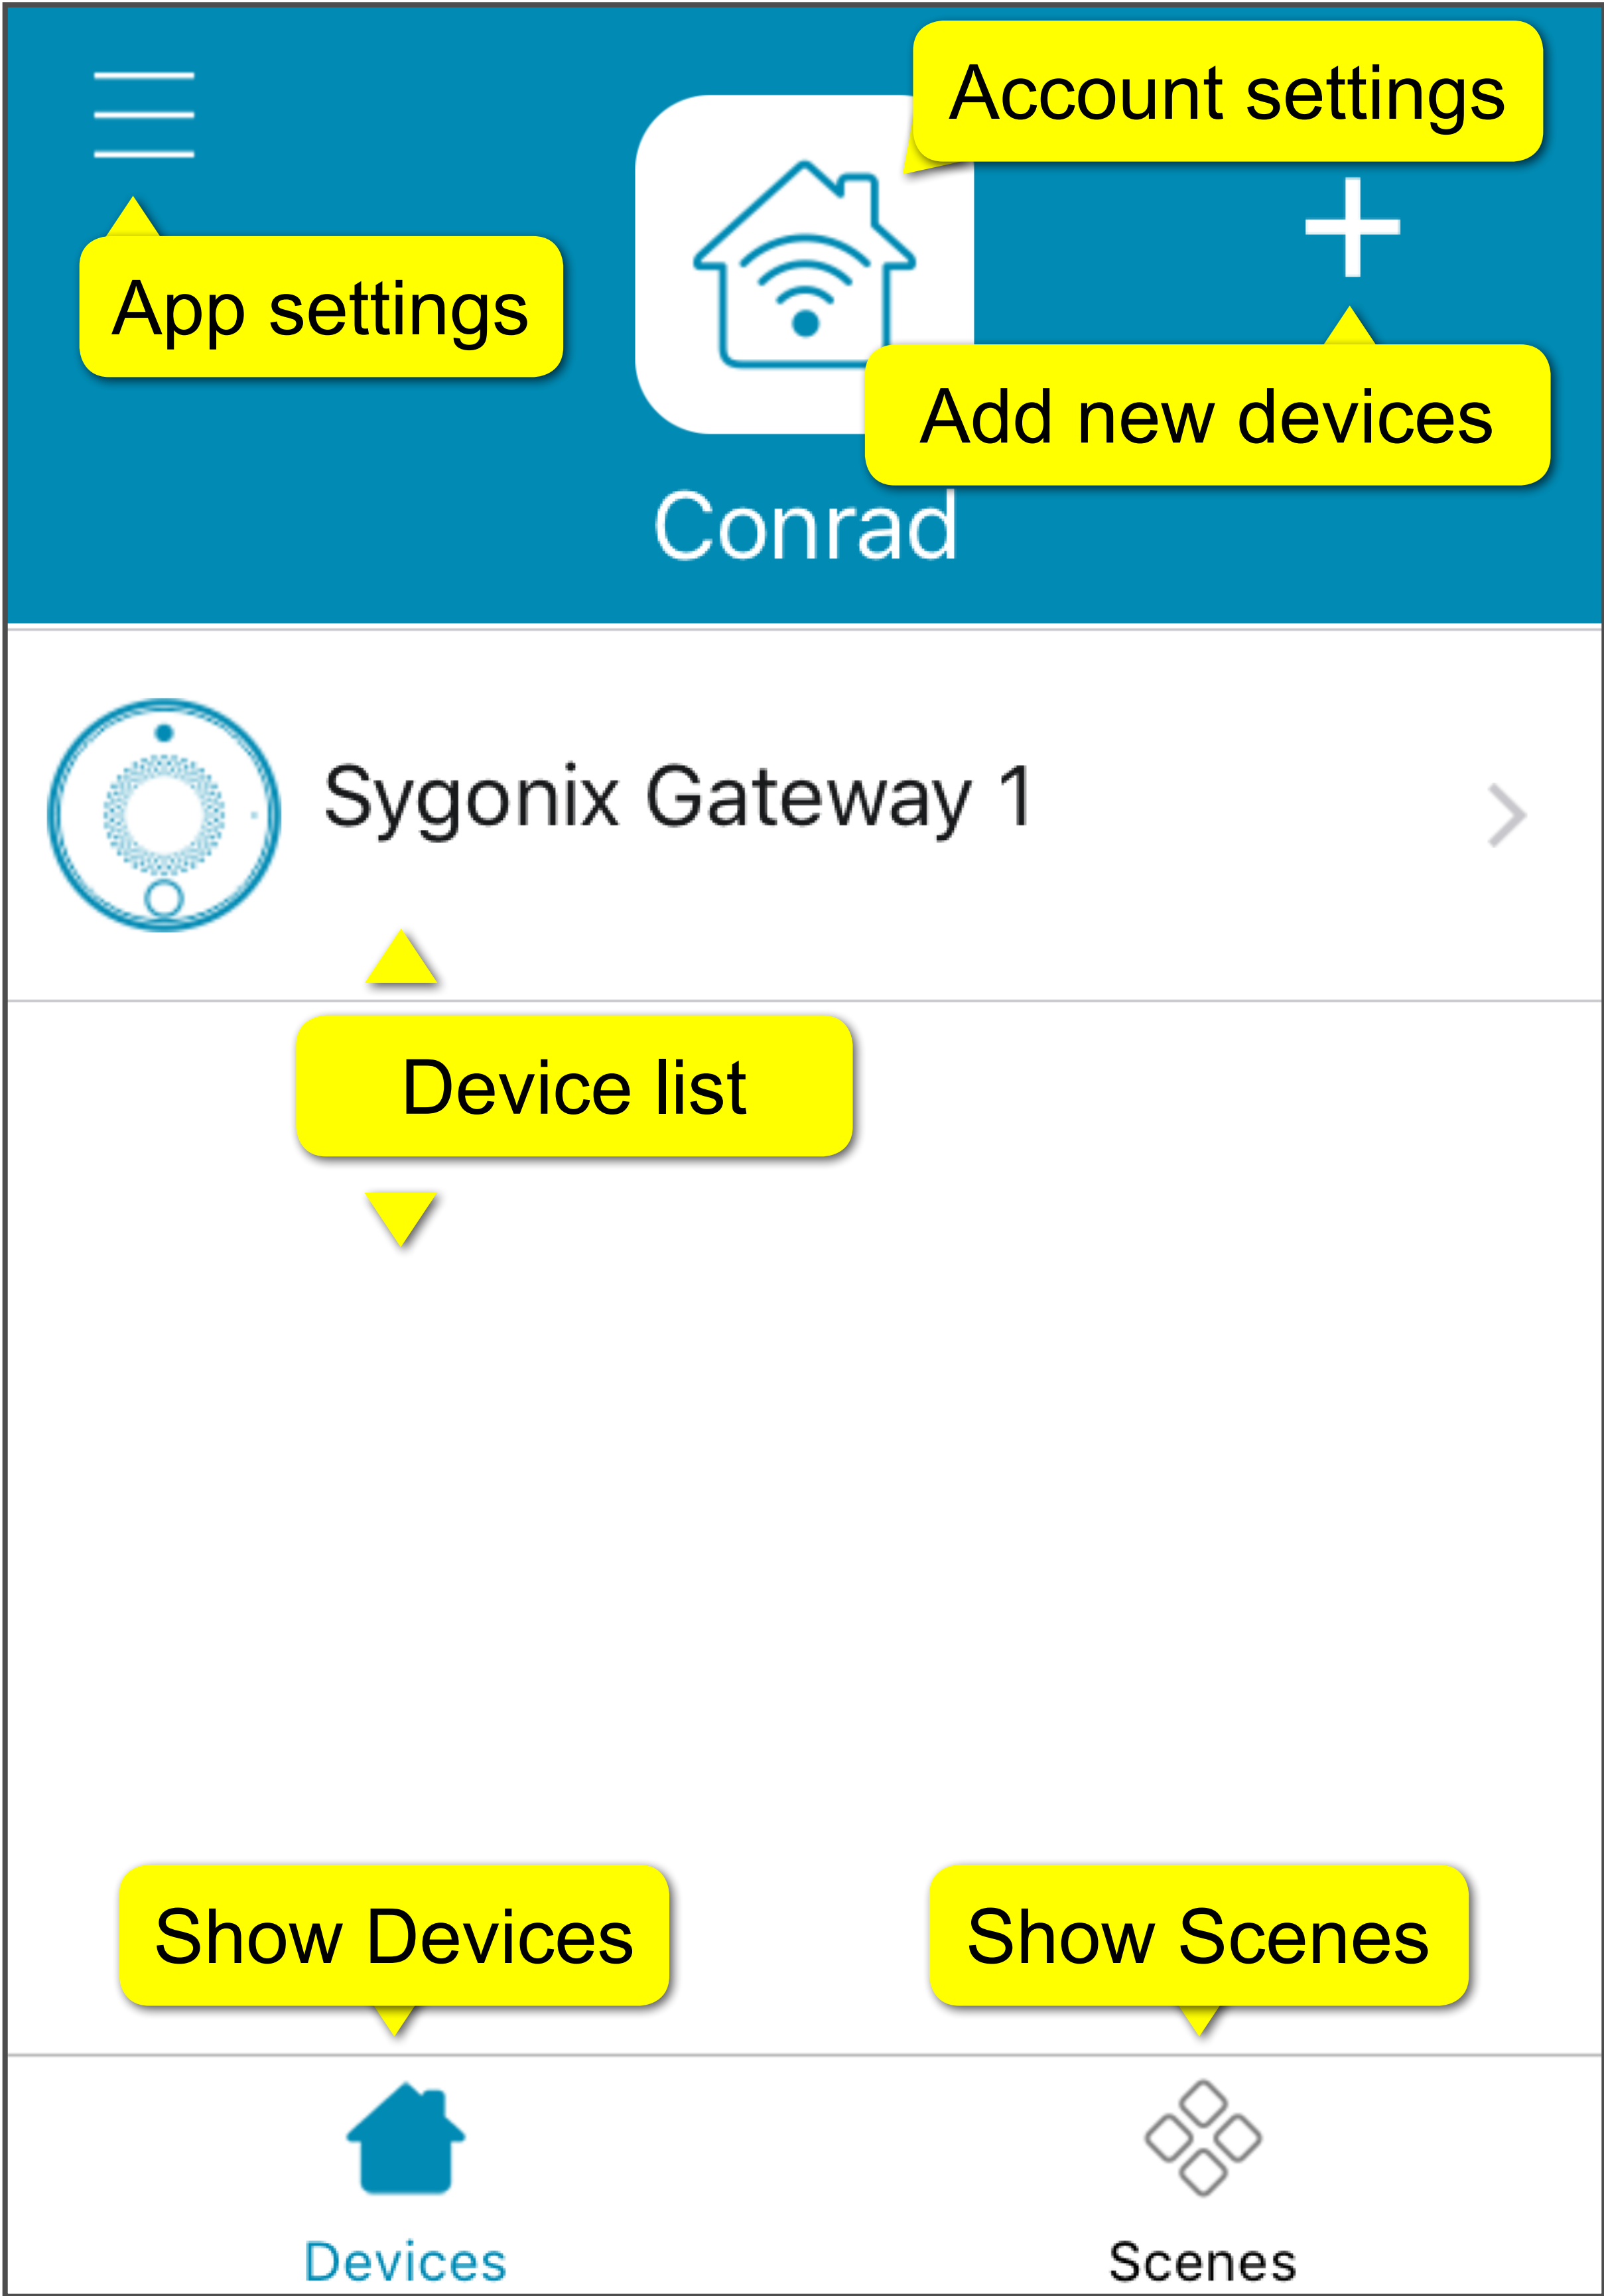 Account settings
App settings
Add new devices
Conrad
Sygonix Gateway 1
Device list
Show Devices
Show Scenes
Devices
Scenes